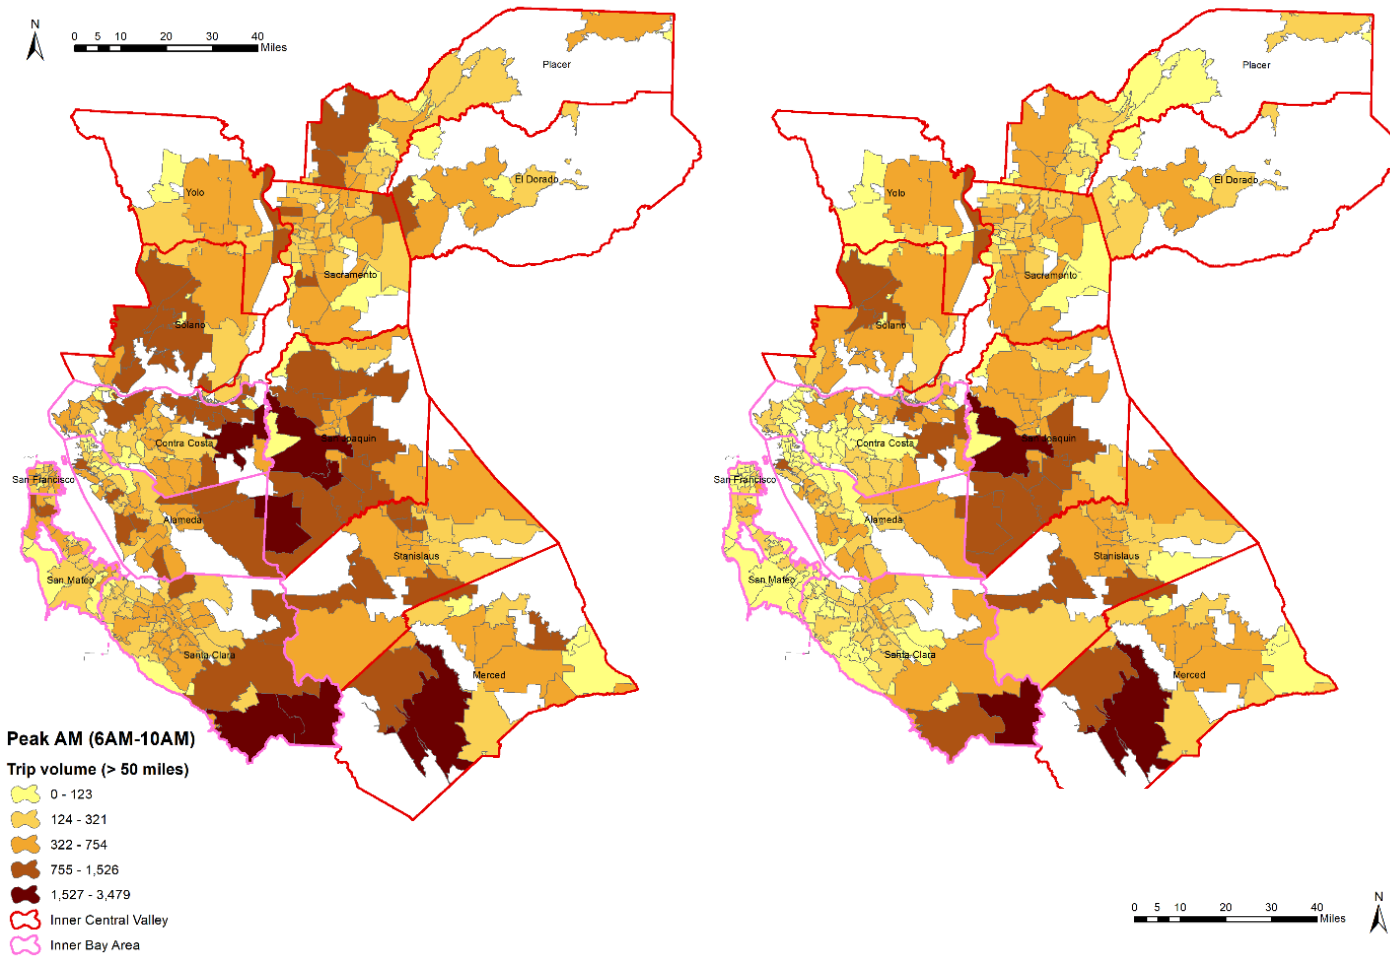 N
0 5 10 20 30 40
Miles
Placer
El Dorado
Yolo
Sacramento
Solano
Contra Costa
San Joaquin
San Francisco
Alameda
Stanislaus
San Mateo
Santa Clara
Merced
Peak AM (6AM-10AM)
Trip volume (> 50 miles)
0 - 123
124 - 321
322 - 754
755 - 1,526
1,527 - 3,479
Inner Central Valley
Inner Bay Area
Placer
El Dorado
Yolo
Sacramento
Solano
Contra Costa
San Joaquin
San Francisco
Alameda
Stanislaus
San Mateo
Santa Clara
Merced
N
0 5 10 20 30 40
Miles